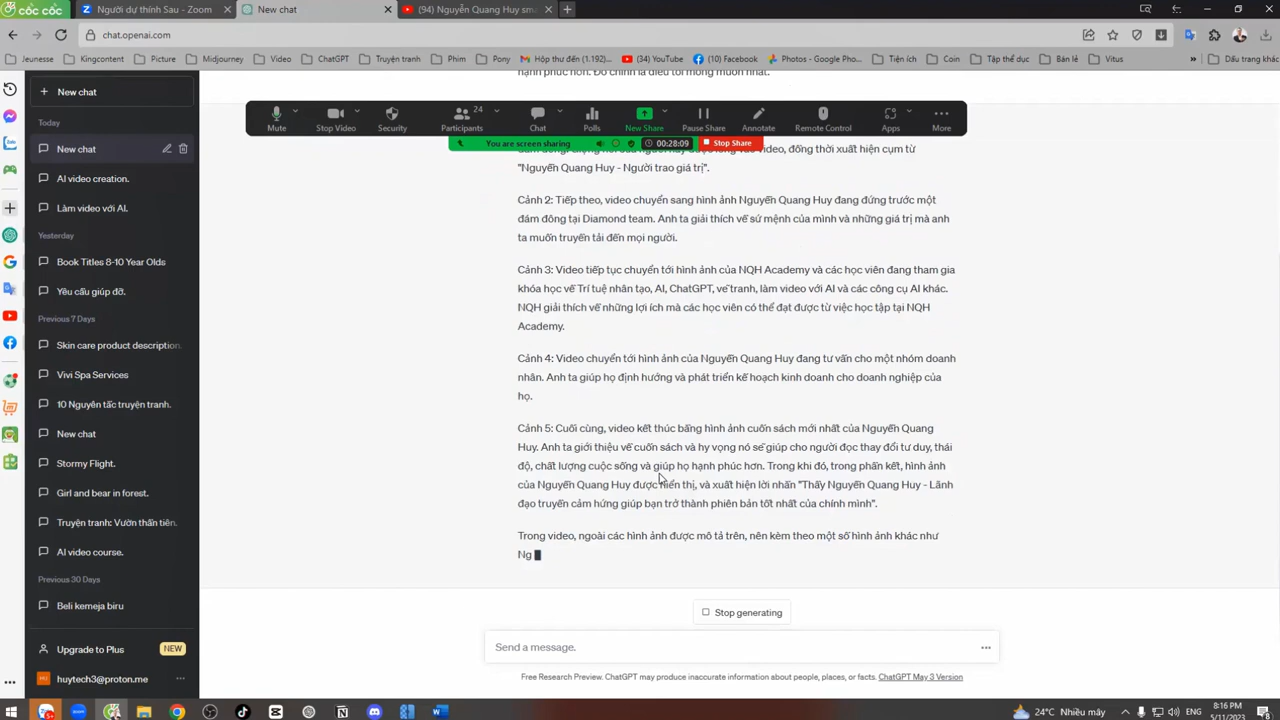 CỐC CỐC
Người dự thính Sau - Zoom
New chat
(94) Nguyễn Quang Huy sma
chat.openai.com
Jeunesse
Kingcontent
Picture
Midjourney
Video
ChatGPT
Truyện tranh
Phim
Pony
Hộp thư đến (1.192)...
(34) YouTube
(10) Facebook
Photos - Google Pho...
Tiện ích
Coin
Tập thể dục
Bán lẻ
Vitus
»
Dấu trang khác
+ New chat
Today
New chat
AI video creation.
Làm video với AI.
Yesterday
Book Titles 8-10 Year Olds
Yêu cầu giúp đỡ.
Previous 7 Days
Skin care product description.
Vivi Spa Services
10 Nguyên tắc truyện tranh.
New chat
Stormy Flight.
Girl and bear in forest.
Truyện tranh: Vườn thần tiên.
AI video course.
Previous 30 Days
Beli kemeja biru
Upgrade to Plus
NEW
HU
huytech3@proton.me
hạnh phúc hơn. Đó chính là điều tôi mong muốn nhất.
Mute
Stop Video
Security
24
Participants
Chat
Polls
New Share
Pause Share
Annotate
Remote Control
Apps
More
You are screen sharing
00:28:09
Stop Share
"Nguyễn Quang Huy - Người trao giá trị".
Cảnh 2: Tiếp theo, video chuyển sang hình ảnh Nguyễn Quang Huy đang đứng trước một
đám đông tại Diamond team. Anh ta giải thích về sứ mệnh của mình và những giá trị mà anh
ta muốn truyền tải đến mọi người.
Cảnh 3: Video tiếp tục chuyển tới hình ảnh của NQH Academy và các học viên đang tham gia
khóa học về Trí tuệ nhân tạo, AI, ChatGPT, vẽ tranh, làm video với AI và các công cụ AI khác.
NQH giải thích về những lợi ích mà các học viên có thể đạt được từ việc học tập tại NQH
Academy.
Cảnh 4: Video chuyển tới hình ảnh của Nguyễn Quang Huy đang tư vấn cho một nhóm doanh
nhân. Anh ta giúp họ định hướng và phát triển kế hoạch kinh doanh cho doanh nghiệp của
họ.
Cảnh 5: Cuối cùng, video kết thúc bằng hình ảnh cuốn sách mới nhất của Nguyễn Quang
Huy. Anh ta giới thiệu về cuốn sách và hy vọng nó sẽ giúp cho người đọc thay đổi tư duy, thái
độ, chất lượng cuộc sống và giúp họ hạnh phúc hơn. Trong khi đó, trong phần kết, hình ảnh
của Nguyễn Quang Huy được hiển thị, và xuất hiện lời nhắn "Thầy Nguyễn Quang Huy - Lãnh
đạo truyền cảm hứng giúp bạn trở thành phiên bản tốt nhất của chính mình".
Trong video, ngoài các hình ảnh được mô tả trên, nên kèm theo một số hình ảnh khác như
Ng
Stop generating
Send a message.
Free Research Preview. ChatGPT may produce inaccurate information about people, places, or facts. ChatGPT May 3 Version
24°C Nhiều mây
ENG
8:16 PM
5/11/2023